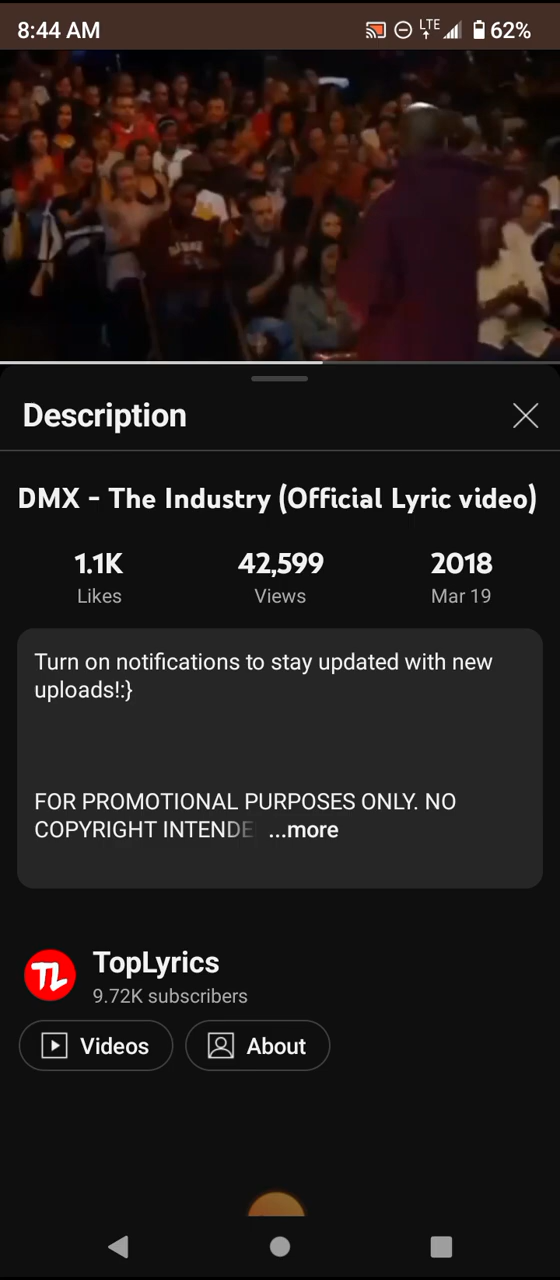 8:44 AM
LTE
62%
Description
DMX - The Industry (Official Lyric video)
1.1K
42,599
2018
Likes
Views
Mar 19
Turn on notifications to stay updated with new
uploads!:}
FOR PROMOTIONAL PURPOSES ONLY. NO
COPYRIGHT INTENDE ...more
TL
TopLyrics
9.72K subscribers
Videos
About